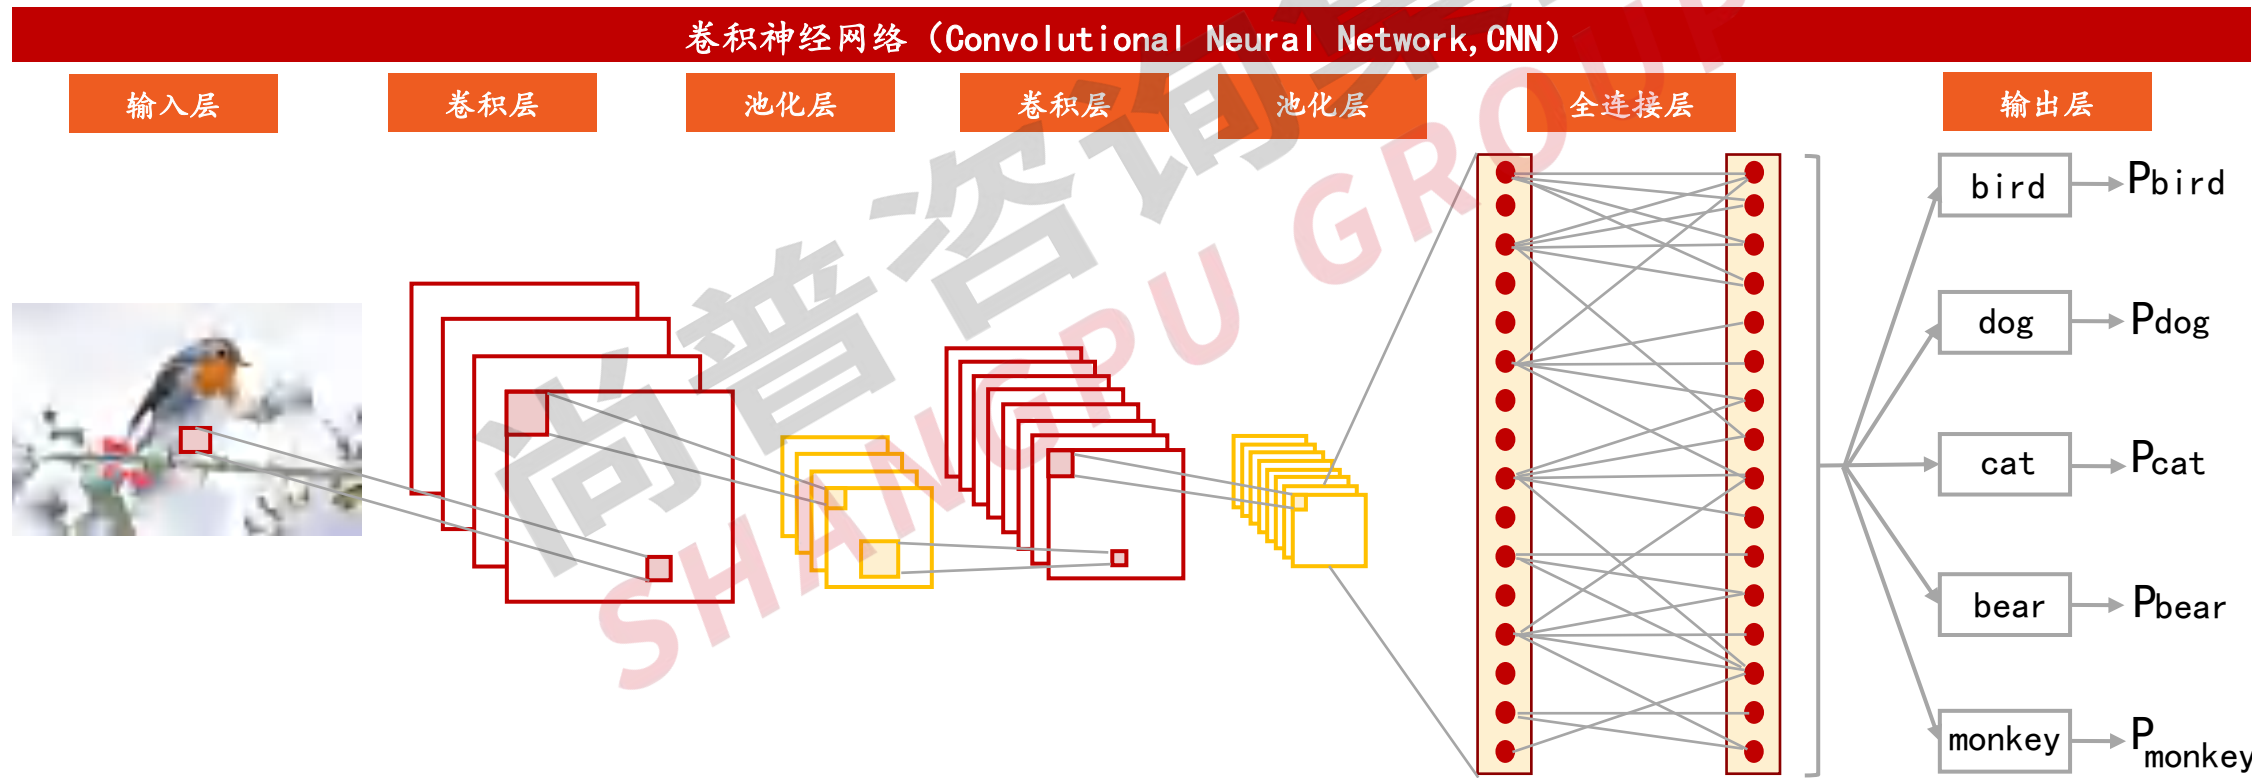 卷积神经网络（Convolutional Neural Network,CNN）
输入层
卷积层
池化层
卷积层
池化层
全连接层
输出层
bird
Pbird
dog
Pdog
cat
Pcat
bear
Pbear
monkey
Pmonkey
尚普咨询集
SHANGPU GROUP